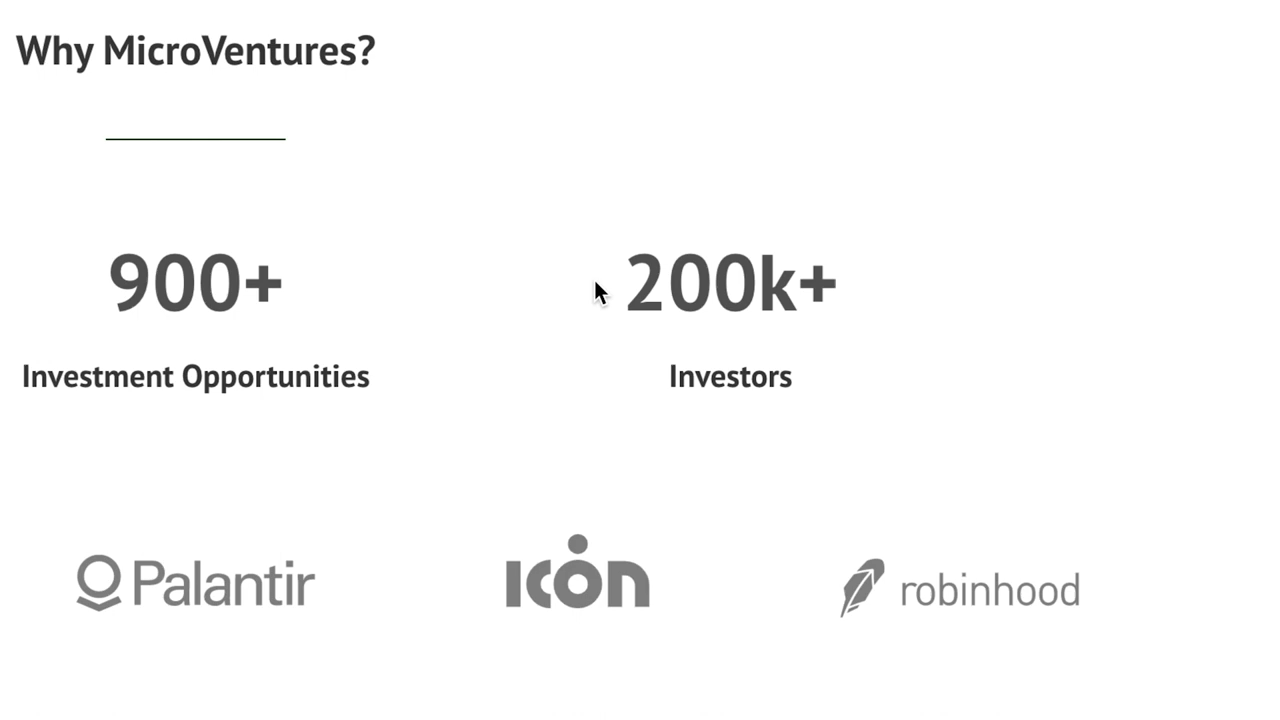 Why MicroVentures?
900+
200k+
Investment Opportunities
Investors
Palantir
ICON
robinhood